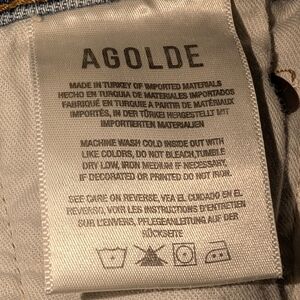 AGOLDE
MADE IN TURKEY OF IMPORTED MATERIALS
HECHO EN TURQUIA DE MATERIALES IMPORTADOS
FABRIQUÉ EN TURQUIE A PARTIR DE MATÉRIAUX
IMPORTÉS, IN DER TÜRKEI HERGESTELLT MIT
IMPORTIERTEN MATERIALIEN
MACHINE WASH COLD INSIDE OUT WITH
LIKE COLORS, DO NOT BLEACH,TUMBLE
DRY LOW, IRON MEDIUM IF NECESSARY,
IF DECORATED OR PRINTED DO NOT IRON.
SEE CARE ON REVERSE, VEA EL CUIDADO EN EL
REVERSO, VOIR LES INSTRUCTIONS D'ENTRETIEN
SUR L'ENVERS, PFLEGEANLEITUNG AUF DER
RÜCKSEITE